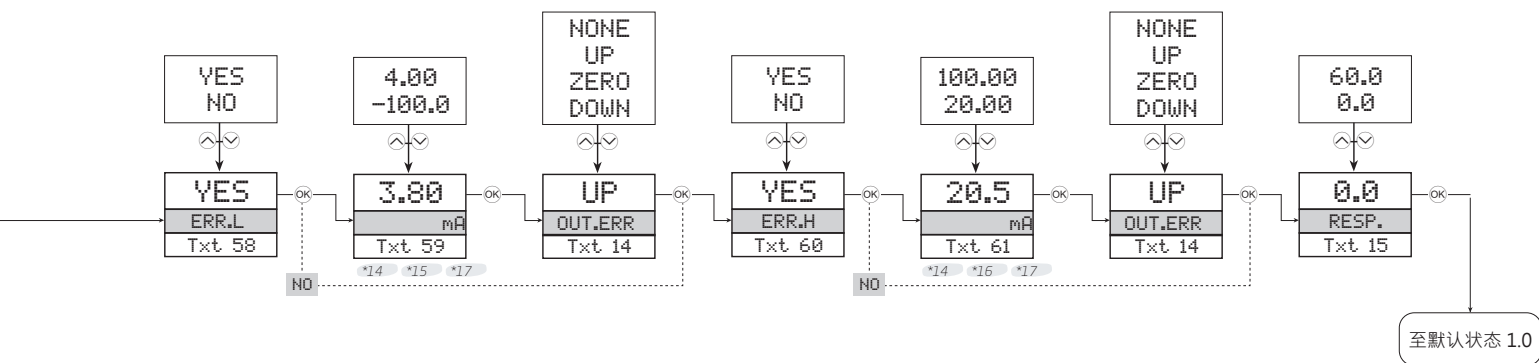 YES
NO
YES
ERR.L
Txt 58
OK
NO
4.00
-100.0
3.80
mA
Txt 59
*14 *15 *17
OK
NONE
UP
ZERO
DOWN
UP
OUT.ERR
Txt 14
OK
YES
NO
YES
ERR.H
Txt 60
OK
NO
100.00
20.00
20.5
mA
Txt 61
*14 *16 *17
OK
NONE
UP
ZERO
DOWN
UP
OUT.ERR
Txt 14
OK
60.0
0.0
0.0
RESP.
Txt 15
OK
至默认状态 1.0